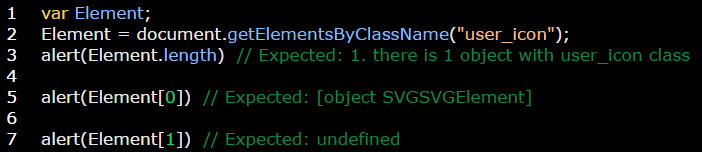 1 var Element;
2 Element = document.getElementsByClassName("user_icon");
3 alert(Element.length) // Expected: 1. there is 1 object with user_icon class
4
5 alert(Element[0]) // Expected: [object SVGSVGElement]
6
7 alert(Element[1]) // Expected: undefined